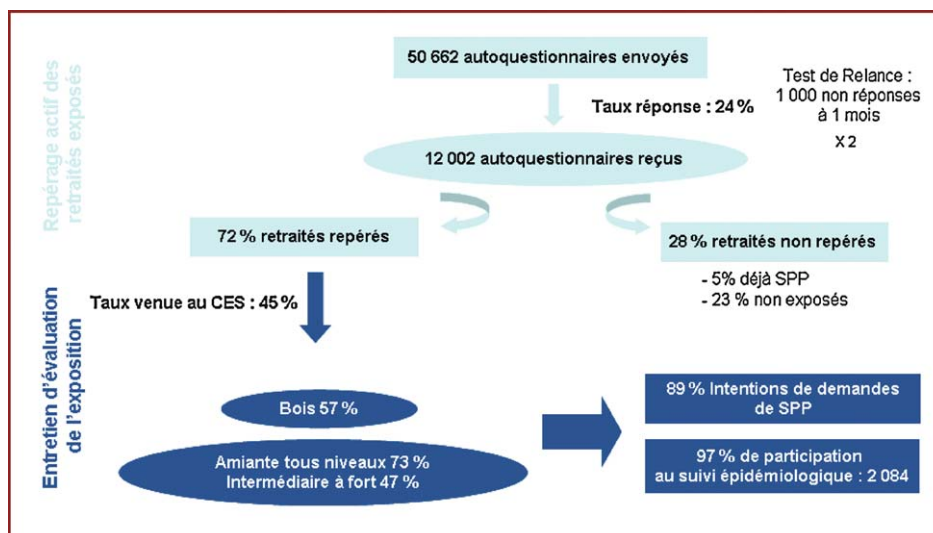 Repérage actif des
retraités exposés
50 662 autoquestionnaires envoyés
Taux réponse : 24 %
Test de Relance :
1 000 non réponses
à 1 mois
X 2
12 002 autoquestionnaires reçus
72 % retraités repérés
28 % retraités non repérés
- 5% déjà SPP
- 23 % non exposés
Taux venue au CES : 45 %
Entretien d'évaluation
de l'exposition
Bois 57 %
Amiante tous niveaux 73 %
Intermédiaire à fort 47 %
89 % Intentions de demandes
de SPP
97 % de participation
au suivi épidémiologique : 2 084